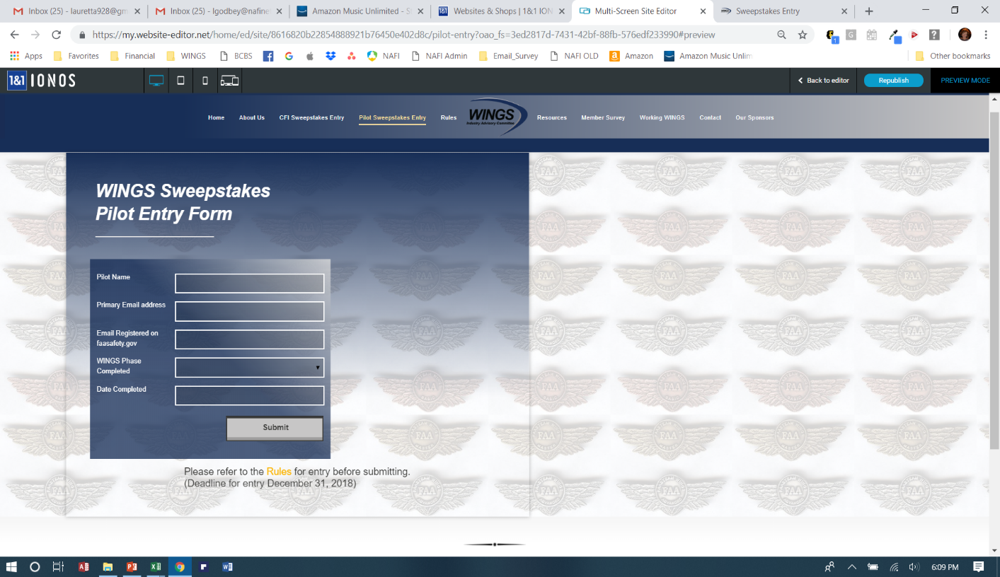 Inbox (25) - lauretta928@gm
Inbox (25) - lgodbey@nafine
Amazon Music Unlimited - S
Websites & Shops | 1&1 ION
Multi-Screen Site Editor
Sweepstakes Entry
https://my.website-editor.net/home/ed/site/8616820b22854888921b76450e402d8c/pilot-entry?oao_fs=3ed2817d-7431-42bf-88fb-576edf233990#preview
Apps
Favorites
Financial
WINGS
BCBS
NAFI
NAFI Admin
Email_Survey
NAFI OLD
Amazon
Amazon Music Unlim
Other bookmarks
1&1 IONOS
Back to editor
Republish
PREVIEW MODE
Home
About Us
CFI Sweepstakes Entry
Pilot Sweepstakes Entry
Rules
WINGS
Industry Advisory Committee
Resources
Member Survey
Working WINGS
Contact
Our Sponsors
WINGS Sweepstakes
Pilot Entry Form
Pilot Name
Primary Email address
Email Registered on
faasafety.gov
WINGS Phase
Completed
Date Completed
Submit
Please refer to the Rules for entry before submitting.
(Deadline for entry December 31, 2018)
FAA
6:09 PM